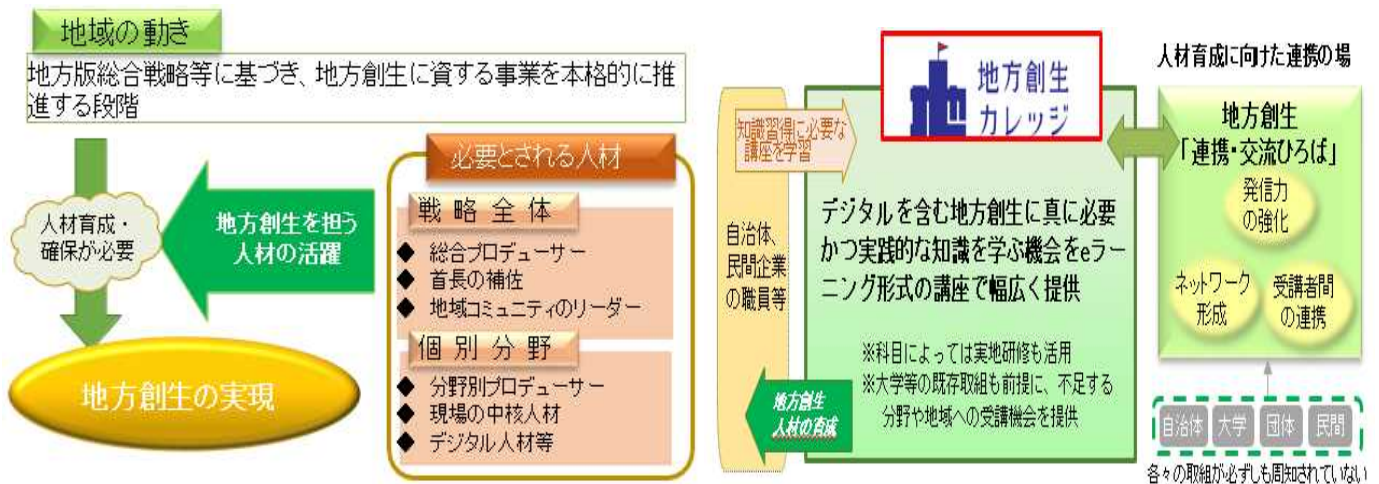 地域の動き
地方版総合戦略等に基づき、地方創生に資する事業を本格的に推
進する段階
人材育成・
確保が必要
地方創生を担う
人材の活躍
地方創生の実現
必要とされる人材
戦略全体
◆ 総合プロデューサー
◆ 首長の補佐
◆ 地域コミュニティのリーダー
個別分野
◆ 分野別プロデューサー
◆ 現場の中核人材
◆ デジタル人材等
自治体、
民間企業
の職員等
知識習得に必要な
講座を学習
地方創生
人材の育成
地方創生
カレッジ
デジタルを含む地方創生に真に必要
かつ実践的な知識を学ぶ機会をeラー
ニング形式の講座で幅広く提供
※科目によっては実地研修も活用
※大学等の既存取組も前提に、不足する
分野や地域への受講機会を提供
人材育成に向けた連携の場
地方創生
「連携・交流ひろば」
発信力
の強化
ネットワーク
形成
受講者間
の連携
自治体 大学 団体 民間
各々の取組が必ずしも周知されていない